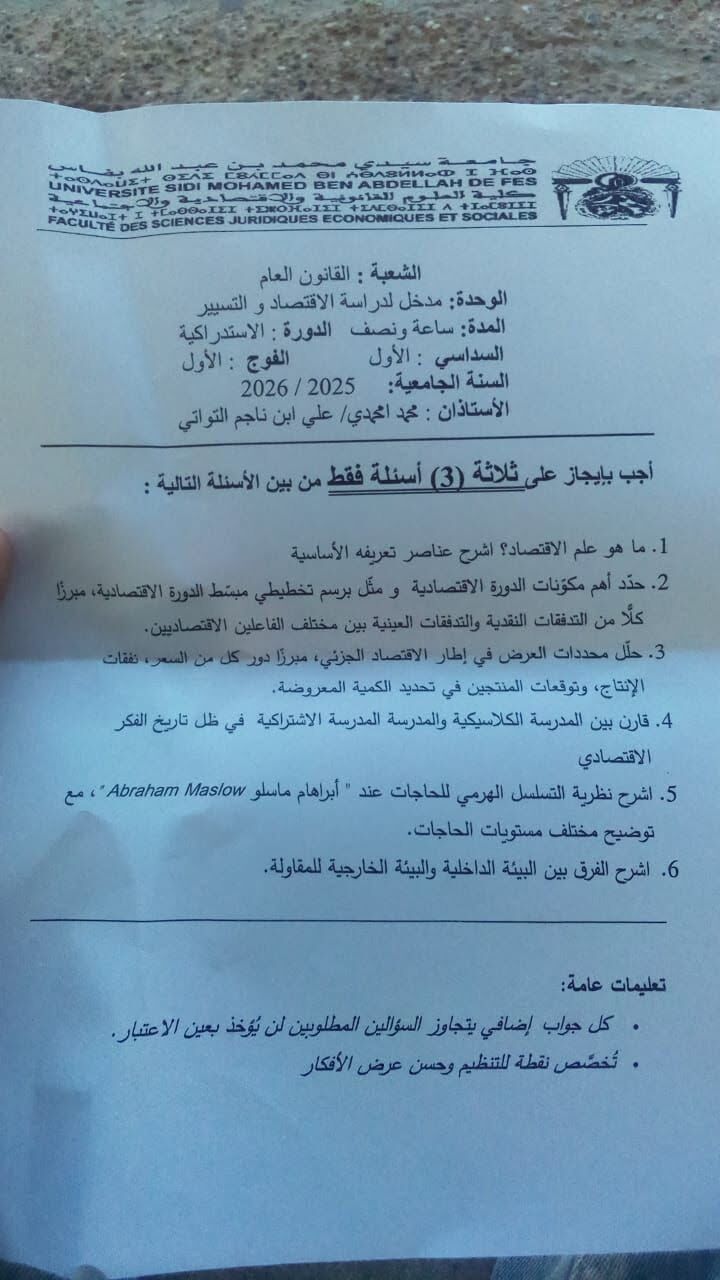 جامعة سيدي محمد بن عبد الله بفاس
UNIVERSITE SIDI MOHAMED BEN ABDELLAH DE FES
كلية العلوم القانونية والاقتصادية والاجتماعية
FACULTÉ DES SCIENCES JURIDIQUES ECONOMIQUES ET SOCIALES
الشعبة : القانون العام
الوحدة: مدخل لدراسة الاقتصاد و التسيير
المدة: ساعة ونصف الدورة : الاستدراكية
السداسي : الأول الفوج : الأول
السنة الجامعية: 2025 / 2026
الأستاذان : محمد امحمدي/ علي ابن ناجم التواتي
أجب بإيجاز على ثلاثة (3) أسئلة فقط من بين الأسئلة التالية :
1. ما هو علم الاقتصاد؟ اشرح عناصر تعريفه الأساسية
2. حدّد أهم مكوّنات الدورة الاقتصادية و مثّل برسم تخطيطي مبسّط الدورة الاقتصادية، مبرزًا
كلًّا من التدفقات النقدية والتدفقات العينية بين مختلف الفاعلين الاقتصاديين.
3. حلّل محددات العرض في إطار الاقتصاد الجزئي، مبرزًا دور كل من السعر، نفقات
الإنتاج، وتوقعات المنتجين في تحديد الكمية المعروضة.
4. قارن بين المدرسة الكلاسيكية والمدرسة المدرسة الاشتراكية في ظل تاريخ الفكر
الاقتصادي
5. اشرح نظرية التسلسل الهرمي للحاجات عند " أبراهام ماسلو Abraham Maslow "، مع
توضيح مختلف مستويات الحاجات.
6. اشرح الفرق بين البيئة الداخلية والبيئة الخارجية للمقاولة.
تعليمات عامة:
• كل جواب إضافي يتجاوز السؤالين المطلوبين لن يُؤخذ بعين الاعتبار.
• تُخصَّص نقطة للتنظيم وحسن عرض الأفكار